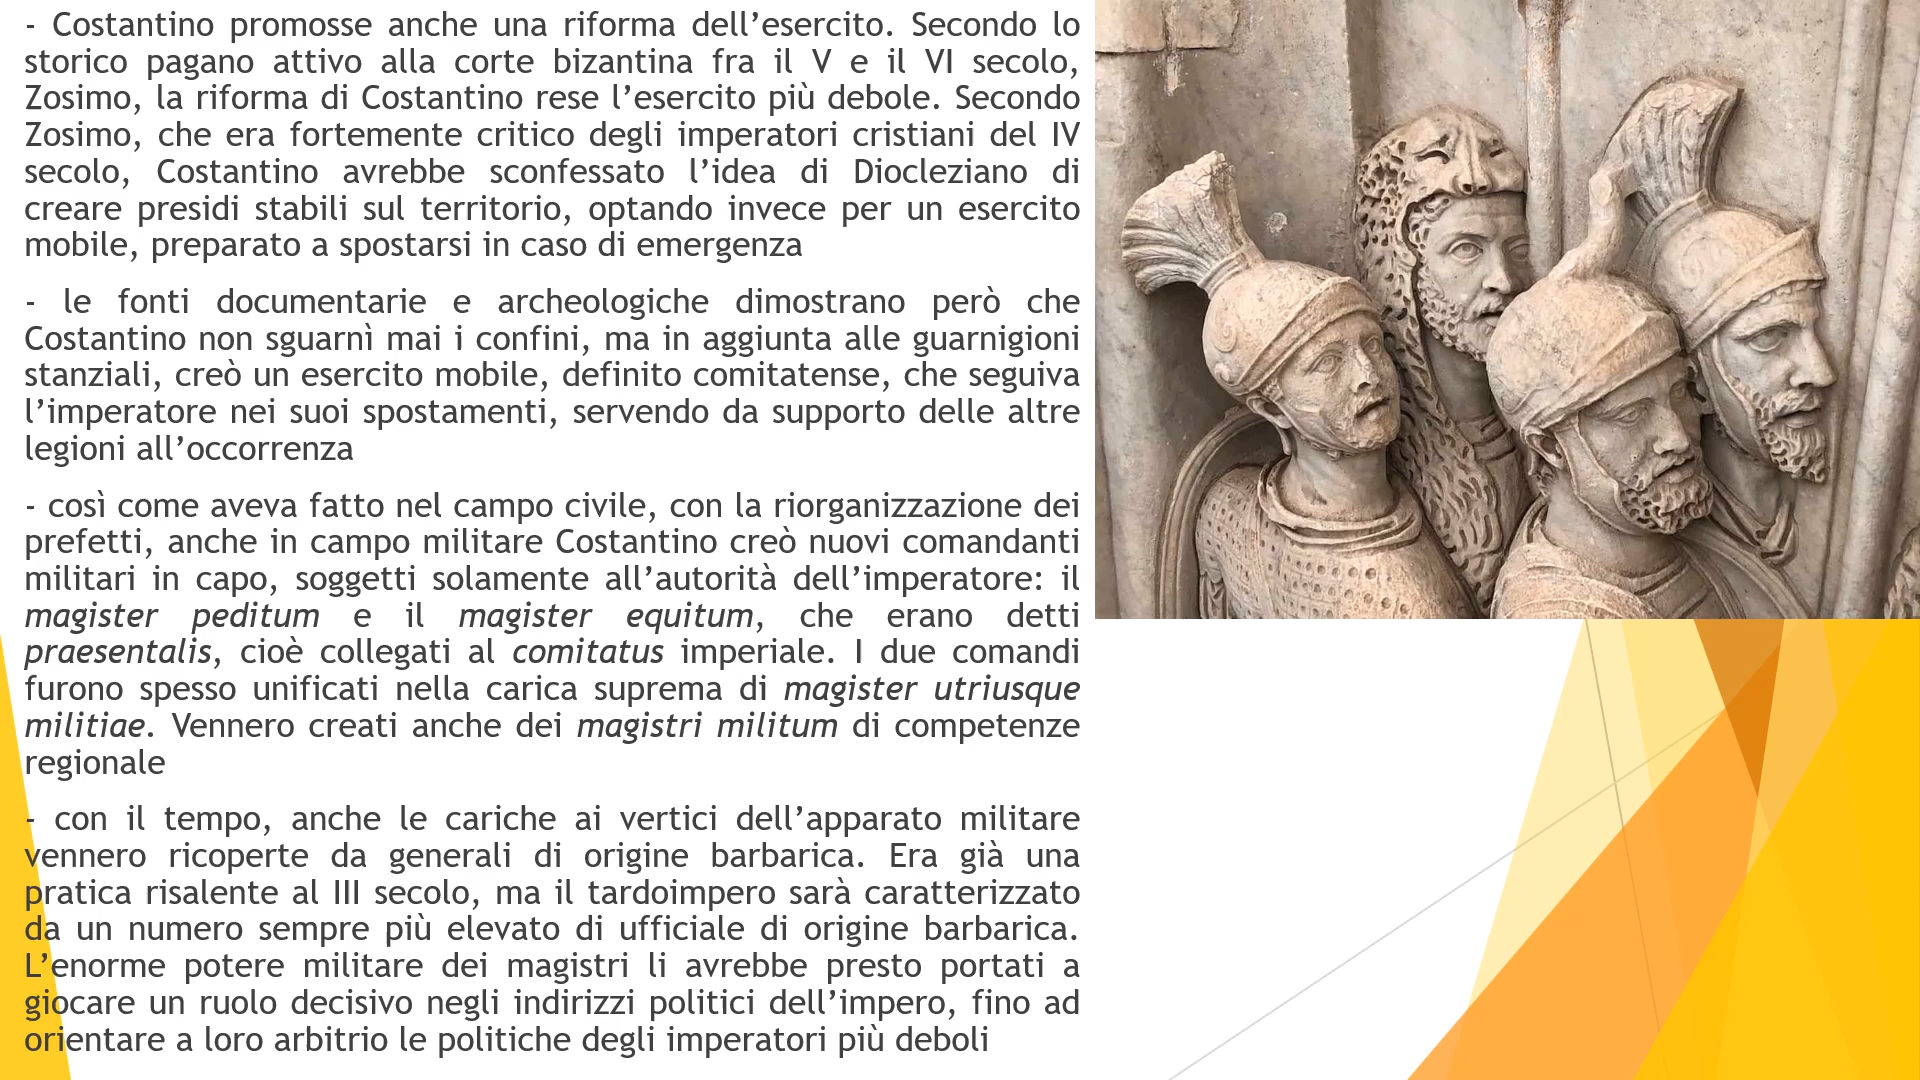 - Costantino promosse anche una riforma dell’esercito. Secondo lo
storico pagano attivo alla corte bizantina fra il V e il VI secolo,
Zosimo, la riforma di Costantino rese l’esercito più debole. Secondo
Zosimo, che era fortemente critico degli imperatori cristiani del IV
secolo, Costantino avrebbe sconfessato l’idea di Diocleziano di
creare presidi stabili sul territorio, optando invece per un esercito
mobile, preparato a spostarsi in caso di emergenza
- le fonti documentarie e archeologiche dimostrano però che
Costantino non sguarnì mai i confini, ma in aggiunta alle guarnigioni
stanziali, creò un esercito mobile, definito comitatense, che seguiva
l’imperatore nei suoi spostamenti, servendo da supporto delle altre
legioni all’occorrenza
- così come aveva fatto nel campo civile, con la riorganizzazione dei
prefetti, anche in campo militare Costantino creò nuovi comandanti
militari in capo, soggetti solamente all’autorità dell’imperatore: il
magister peditum e il magister equitum, che erano detti
praesentalis, cioè collegati al comitatus imperiale. I due comandi
furono spesso unificati nella carica suprema di magister utriusque
militiae. Vennero creati anche dei magistri militum di competenze
regionale
- con il tempo, anche le cariche ai vertici dell’apparato militare
vennero ricoperte da generali di origine barbarica. Era già una
pratica risalente al III secolo, ma il tardoimpero sarà caratterizzato
da un numero sempre più elevato di ufficiale di origine barbarica.
L’enorme potere militare dei magistri li avrebbe presto portati a
giocare un ruolo decisivo negli indirizzi politici dell’impero, fino ad
orientare a loro arbitrio le politiche degli imperatori più deboli